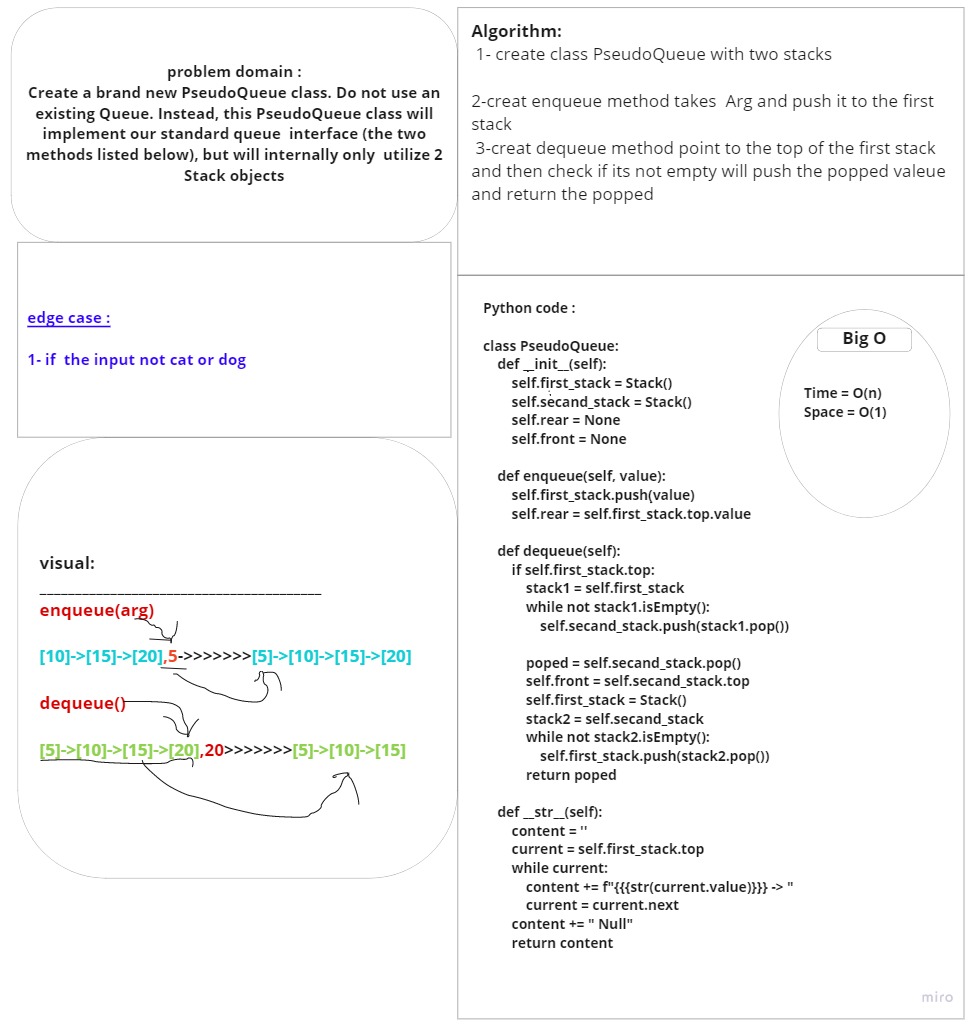 problem domain :
Create a brand new PseudoQueue class. Do not use an
existing Queue. Instead, this PseudoQueue class will
implement our standard queue  interface (the two
methods listed below), but will internally only  utilize 2
Stack objects
edge case :
1- if  the input not cat or dog
visual:
________________________________________
enqueue(arg)
[10]->[15]->[20],5->>>>>>>[5]->[10]->[15]->[20]
dequeue()
[5]->[10]->[15]->[20],20>>>>>>>[5]->[10]->[15]
Algorithm:
1- create class PseudoQueue with two stacks
2-creat enqueue method takes  Arg and push it to the first
stack
3-creat dequeue method point to the top of the first stack
and then check if its not empty will push the popped valeue
and return the popped
Python code :
class PseudoQueue:
def __init__(self):
self.first_stack = Stack()
self.secand_stack = Stack()
self.rear = None
self.front = None
def enqueue(self, value):
self.first_stack.push(value)
self.rear = self.first_stack.top.value
def dequeue(self):
if self.first_stack.top:
stack1 = self.first_stack
while not stack1.isEmpty():
self.secand_stack.push(stack1.pop())
poped = self.secand_stack.pop()
self.front = self.secand_stack.top
self.first_stack = Stack()
stack2 = self.secand_stack
while not stack2.isEmpty():
self.first_stack.push(stack2.pop())
return poped
def __str__(self):
content = ''
current = self.first_stack.top
while current:
content += f"{{{str(current.value)}}} -> "
current = current.next
content += " Null"
return content
Big O
Time = O(n)
Space = O(1)
miro